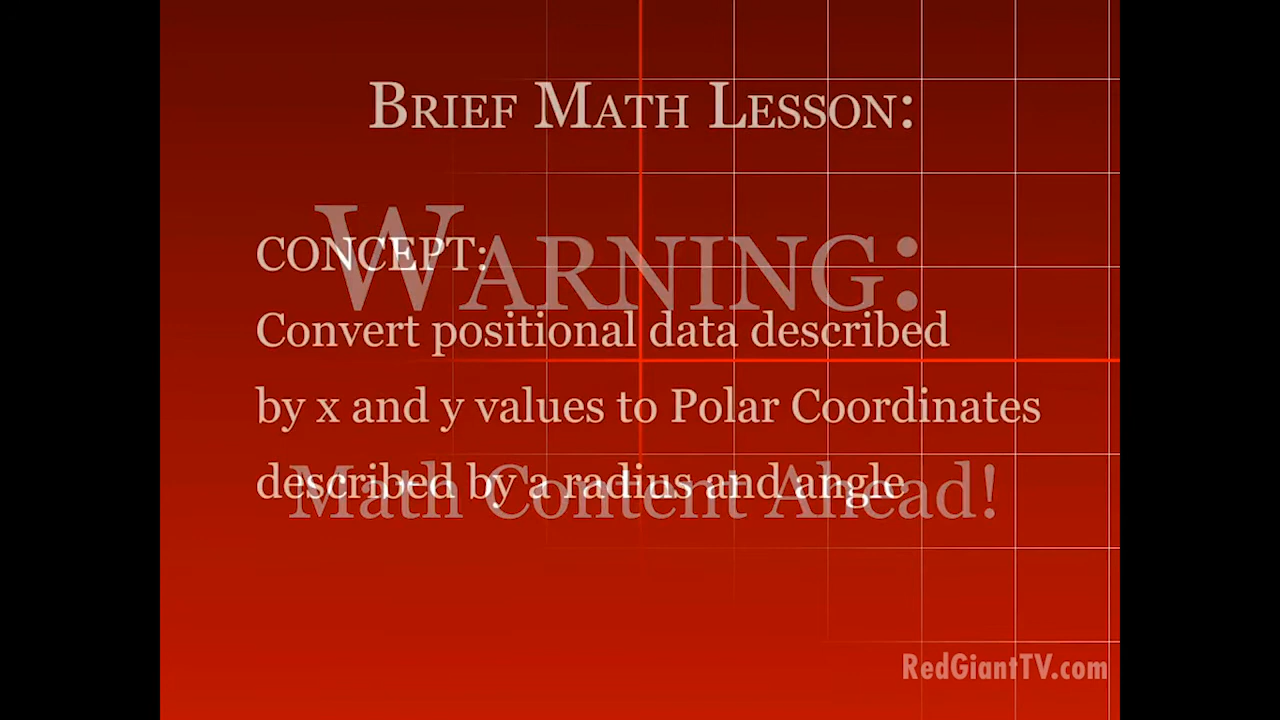 Brief Math Lesson:
Warning:
CONCEPT:
Convert positional data described
by x and y values to Polar Coordinates
described by a radius and angle
Math Content Ahead!
RedGiantTV.com